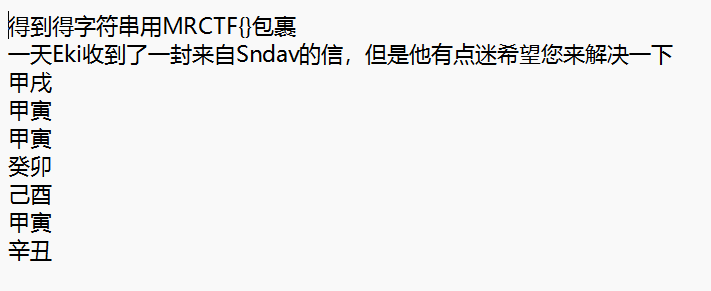 得到得字符串用MRCTF{}包裹
一天Eki收到了一封来自Sndav的信，但是他有点迷希望您来解决一下
甲戌
甲寅
甲寅
癸卯
己酉
甲寅
辛丑